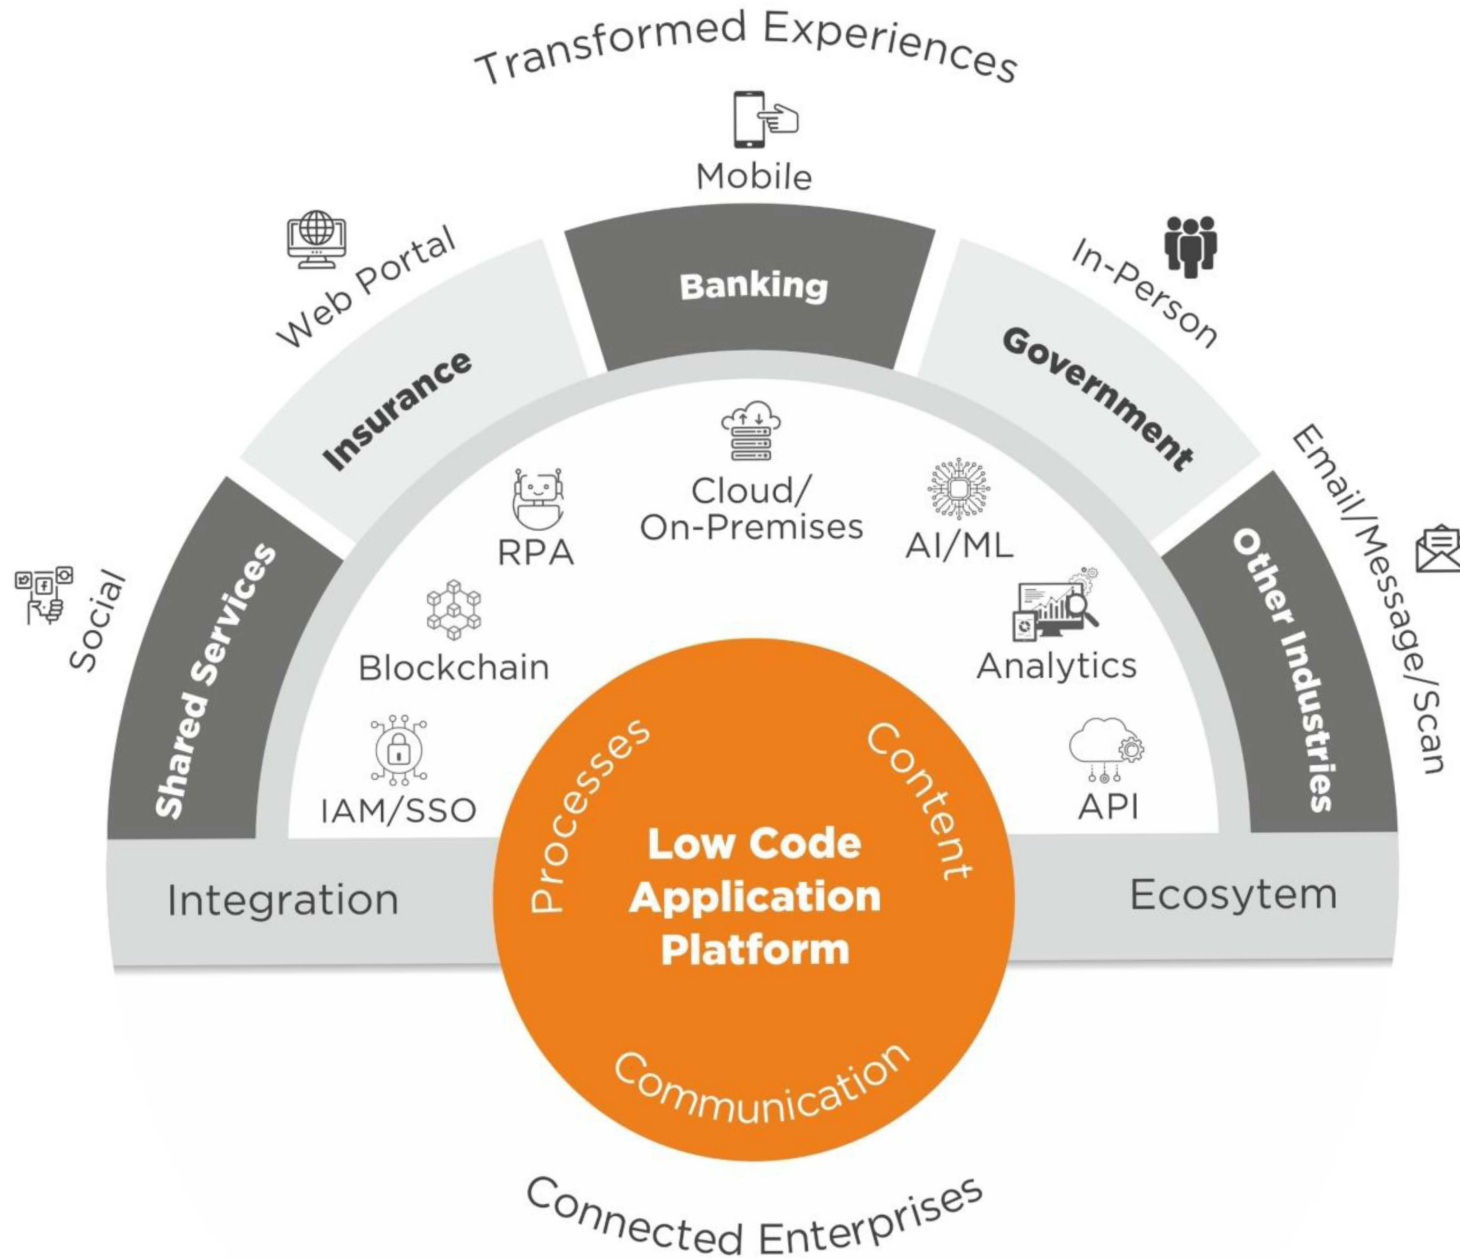 Transformed Experiences
Mobile
Web Portal
In-Person
Social
Email/Message/Scan
Shared Services
Insurance
Banking
Government
Other Industries
Cloud/
On-Premises
RPA
AI/ML
Blockchain
Analytics
IAM/SSO
API
Integration
Ecosytem
Processes
Content
Low Code
Application
Platform
Communication
Connected Enterprises